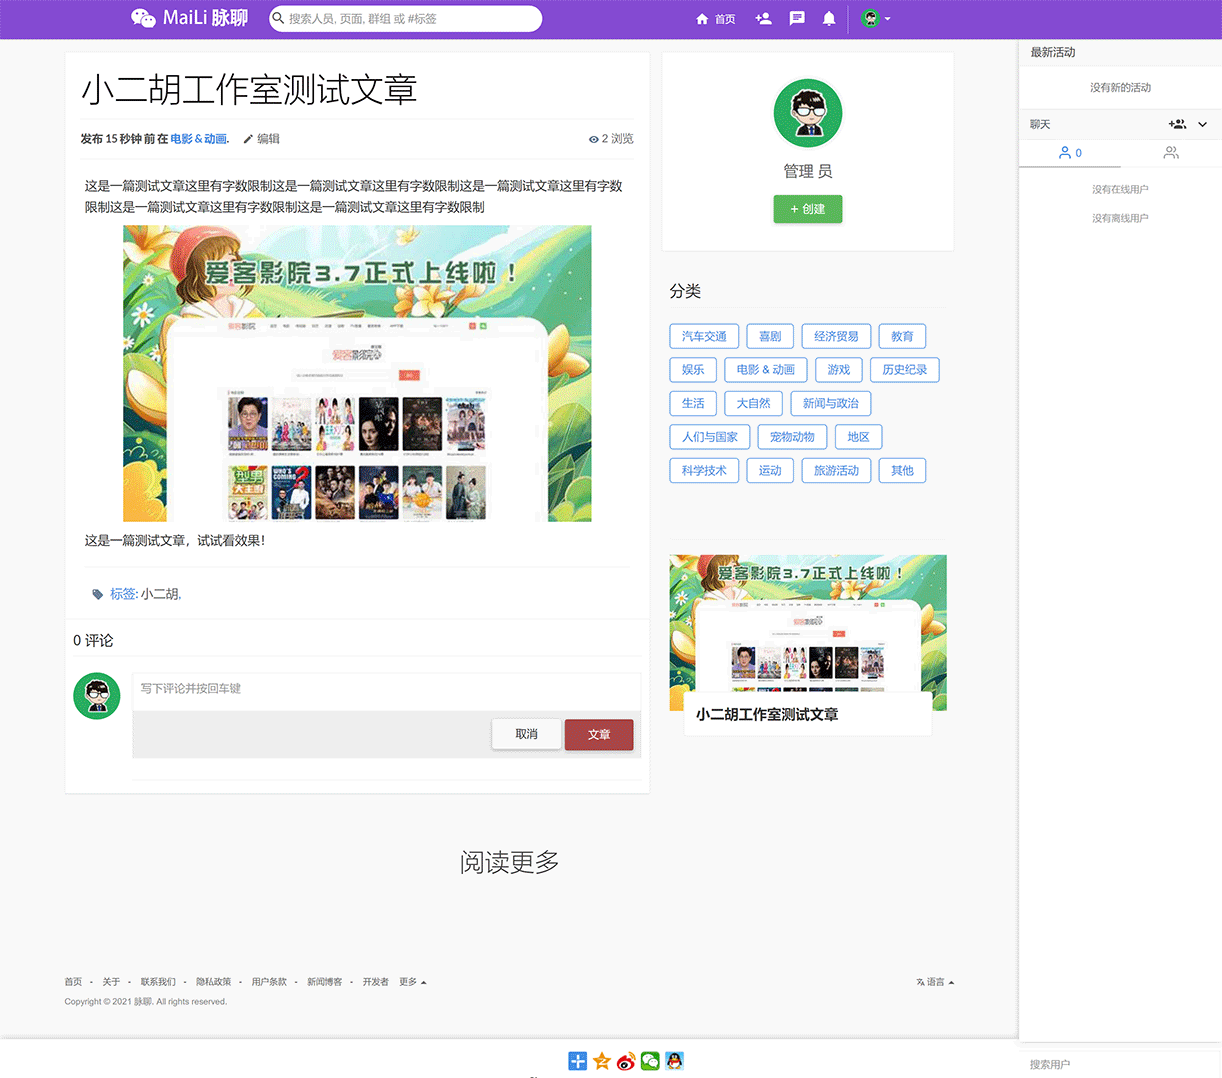 MaiLi 脉聊
搜索人员, 页面, 群组 或 #标签
首页
小二胡工作室测试文章
发布 15 秒钟 前 在 电影 & 动画. 编辑
2 浏览
这是一篇测试文章这里有字数限制这是一篇测试文章这里有字数限制这是一篇测试文章这里有字数
限制这是一篇测试文章这里有字数限制这是一篇测试文章这里有字数限制
爱客影院3.7正式上线啦！
爱客影院
WHO'S COMING?
型男
大主厨
这是一篇测试文章，试试看效果！
标签: 小二胡,
0 评论
写下评论并按回车键
取消
文章
管理 员
+ 创建
分类
汽车交通 喜剧 经济贸易 教育
娱乐 电影 & 动画 游戏 历史纪录
生活 大自然 新闻与政治
人们与国家 宠物动物 地区
科学技术 运动 旅游活动 其他
爱客影院3.7正式上线啦！
小二胡工作室测试文章
最新活动
没有新的活动
聊天
0
没有在线用户
没有离线用户
阅读更多
首页 - 关于 - 联系我们 - 隐私政策 - 用户条款 - 新闻博客 - 开发者 更多
语言
Copyright © 2021 脉聊. All rights reserved.
搜索用户